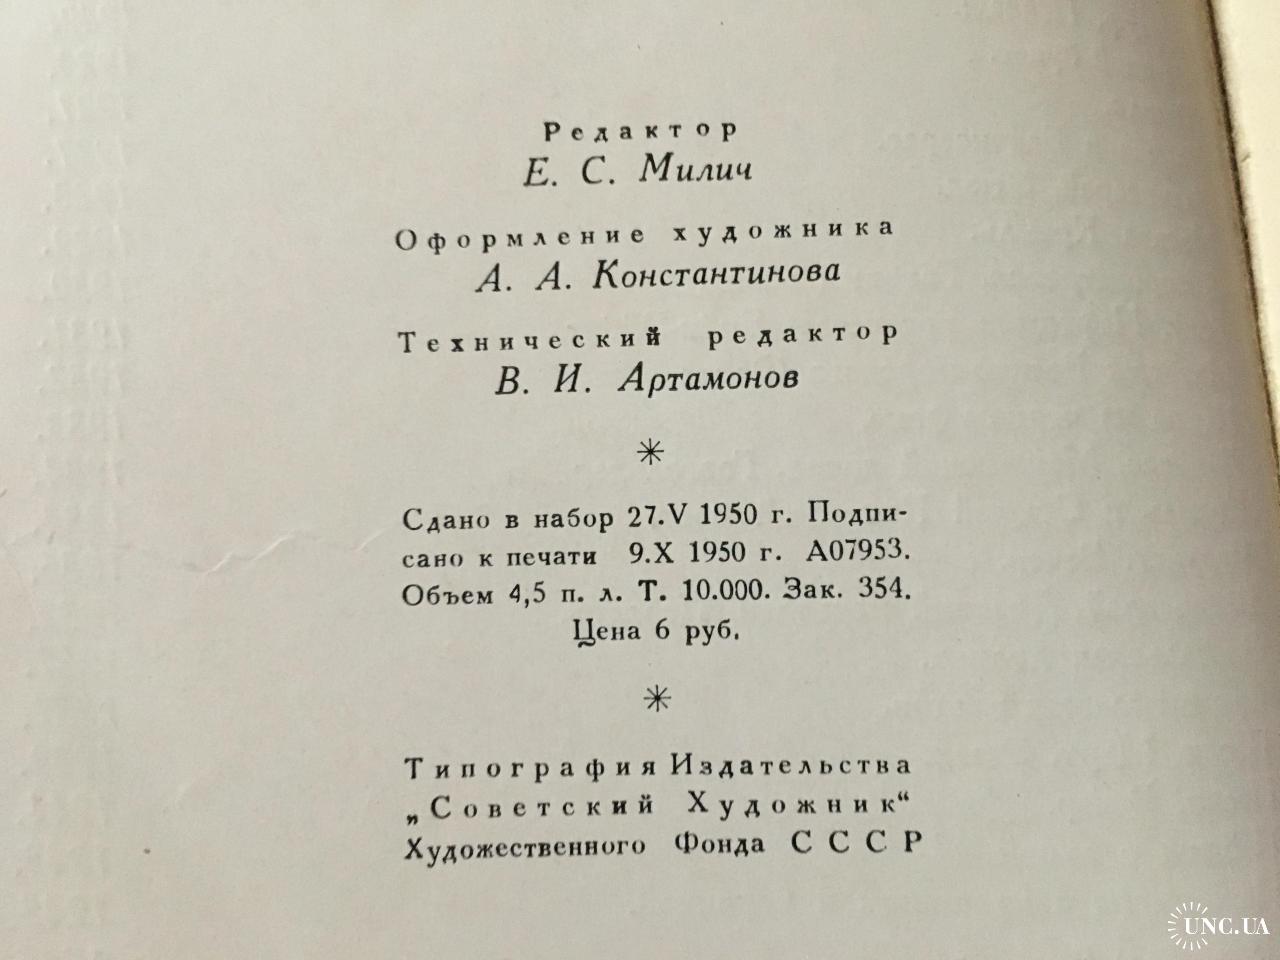 Редактор
Е. С. Милич
Оформление художника
А. А. Константинова
Технический редактор
В. И. Артамонов
Сдано в набор 27.V 1950 г. Подпи-
сано к печати 9.X 1950 г. А07953.
Объем 4,5 п. л. Т. 10.000. Зак. 354.
Цена 6 руб.
Типография Издательства
„Советский Художник“
Художественного Фонда СССР
UNC.UA